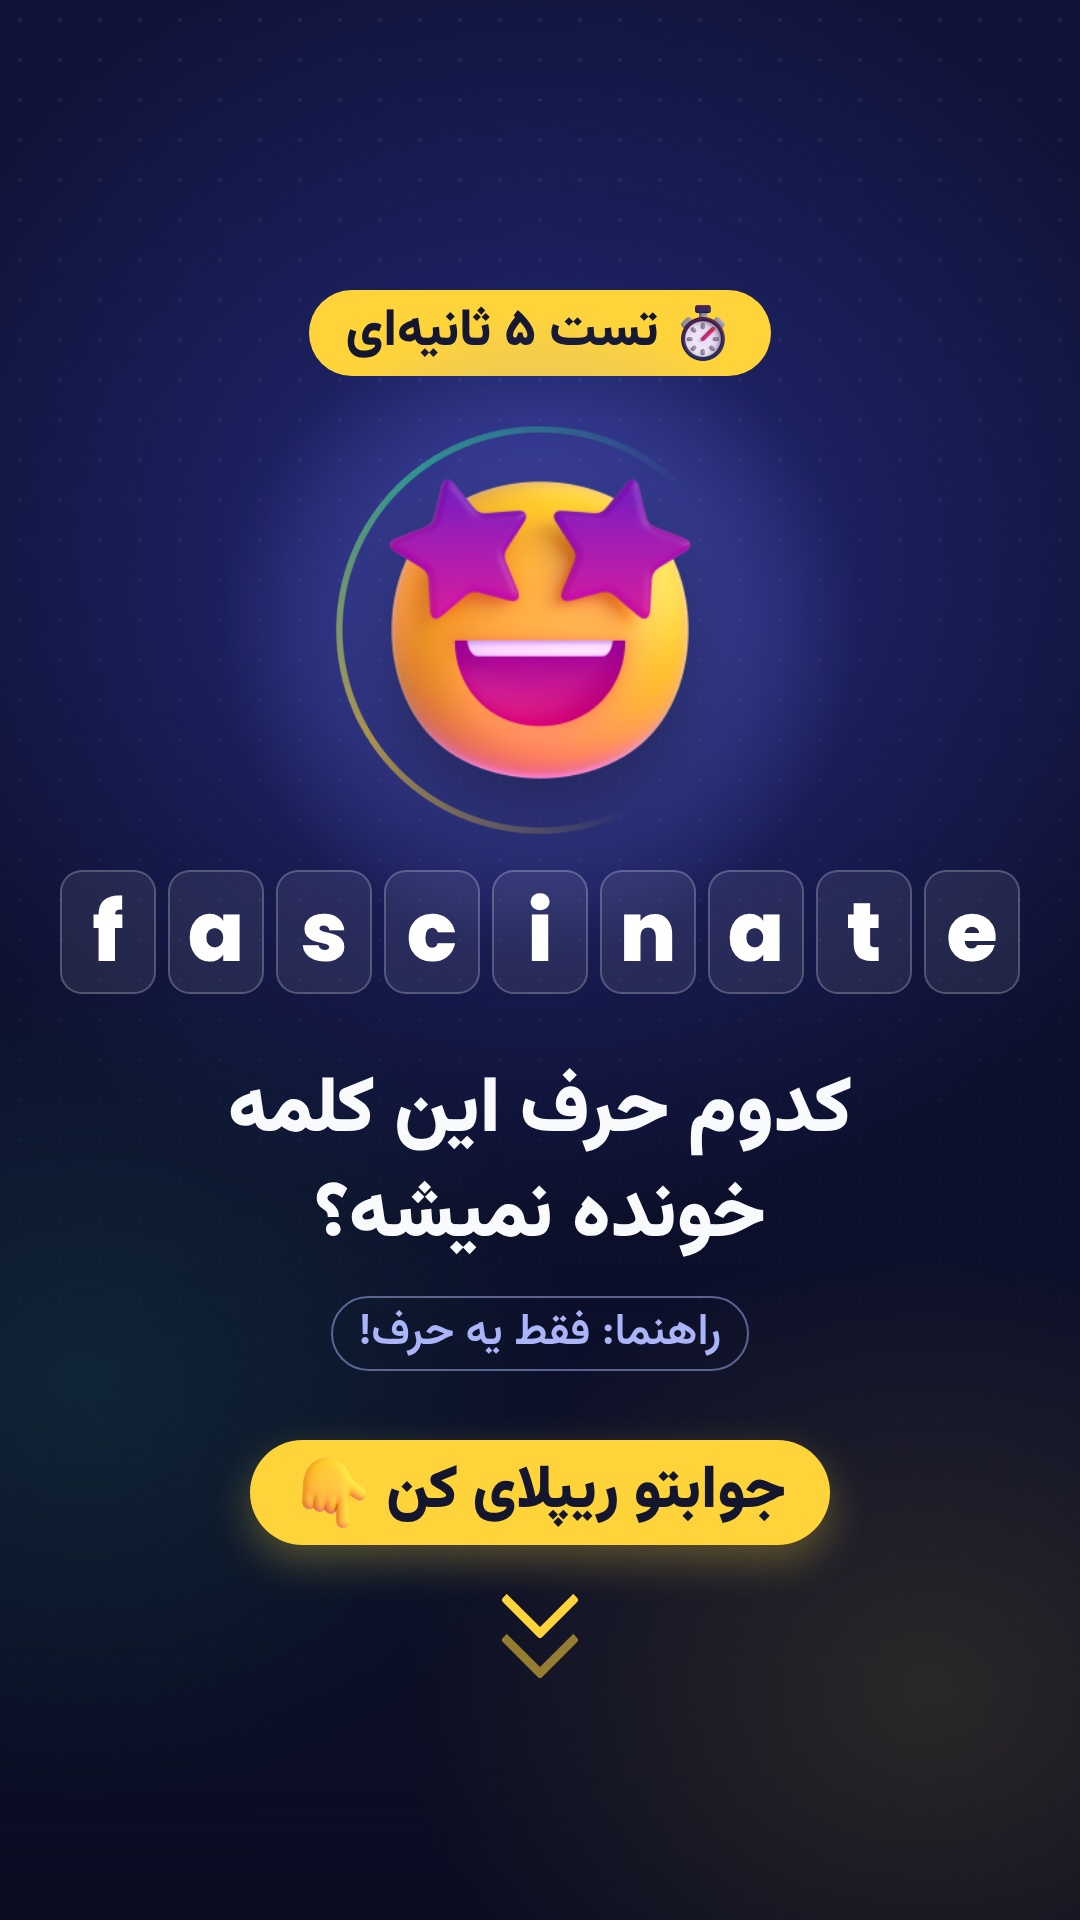 ⏱️ تست ۵ ثانیه‌ای
fascinate
کدوم حرف این کلمه
خونده نمیشه؟
راهنما: فقط یه حرف!
جوابتو ریپلای کن 👇